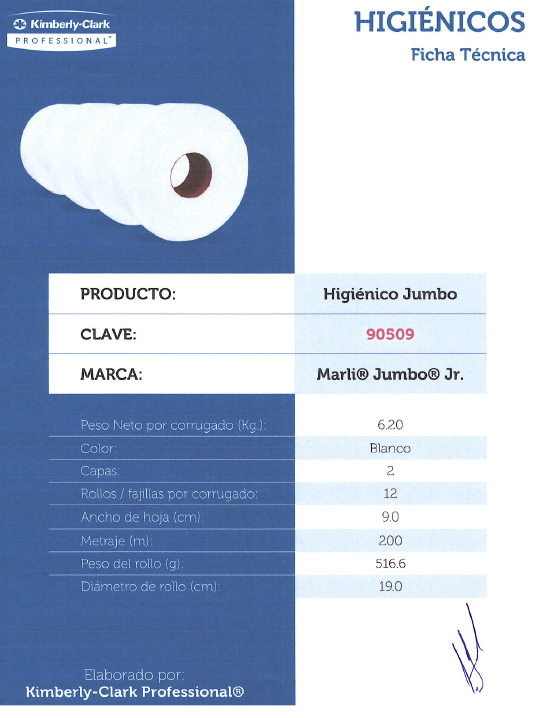 Kimberly-Clark
PROFESSIONAL*
HIGIÉNICOS
Ficha Técnica
PRODUCTO: Higiénico Jumbo
CLAVE: 90509
MARCA: Marli® Jumbo® Jr.
Peso Neto por corrugado (Kg.): 6.20
Color: Blanco
Capas: 2
Rollos / fajillas por corrugado: 12
Ancho de hoja (cm): 9.0
Metraje (m): 200
Peso del rollo (g): 516.6
Diámetro de rollo (cm): 19.0
Elaborado por:
Kimberly-Clark Professional®